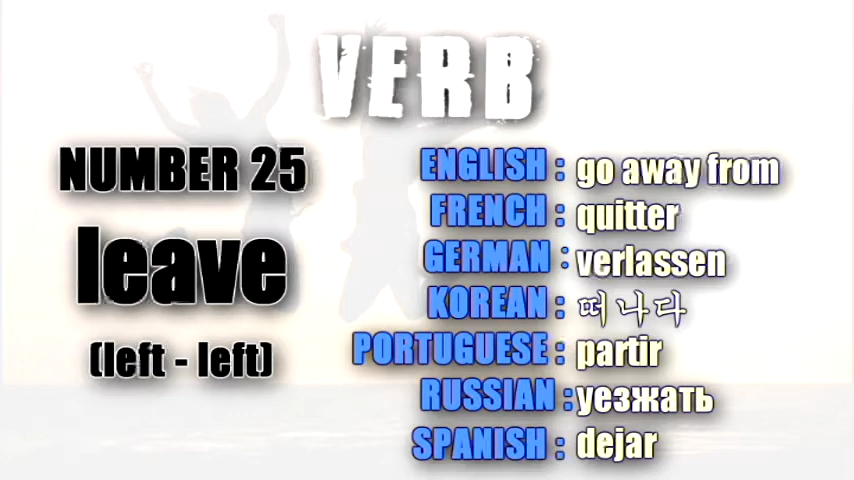 VERB
NUMBER 25
leave
(left - left)
ENGLISH : go away from
FRENCH : quitter
GERMAN : verlassen
KOREAN :떠나다
PORTUGUESE : partir
RUSSIAN : уезжать
SPANISH : dejar